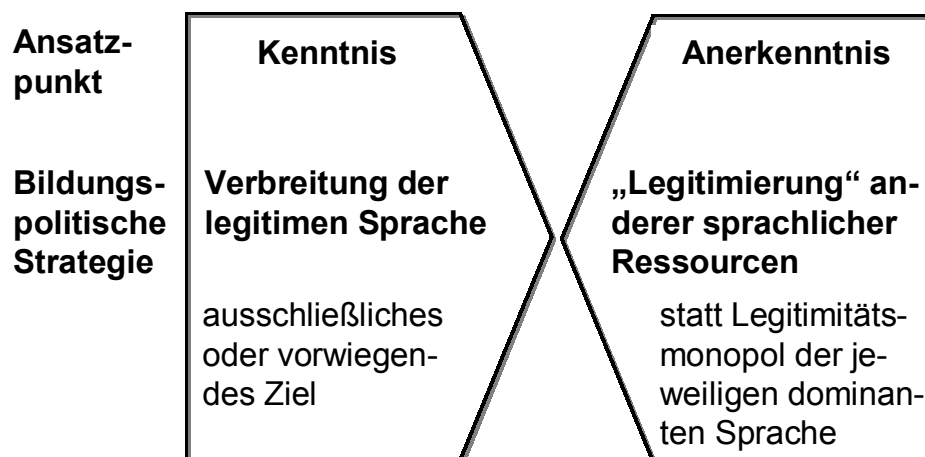 Ansatz-
punkt
Kenntnis
Anerkenntnis
Bildungs-
politische
Strategie
Verbreitung der
legitimen Sprache
„Legitimierung“ an-
derer sprachlicher
Ressourcen
ausschließliches
oder vorwiegen-
des Ziel
statt Legitimitäts-
monopol der je-
weiligen dominan-
ten Sprache